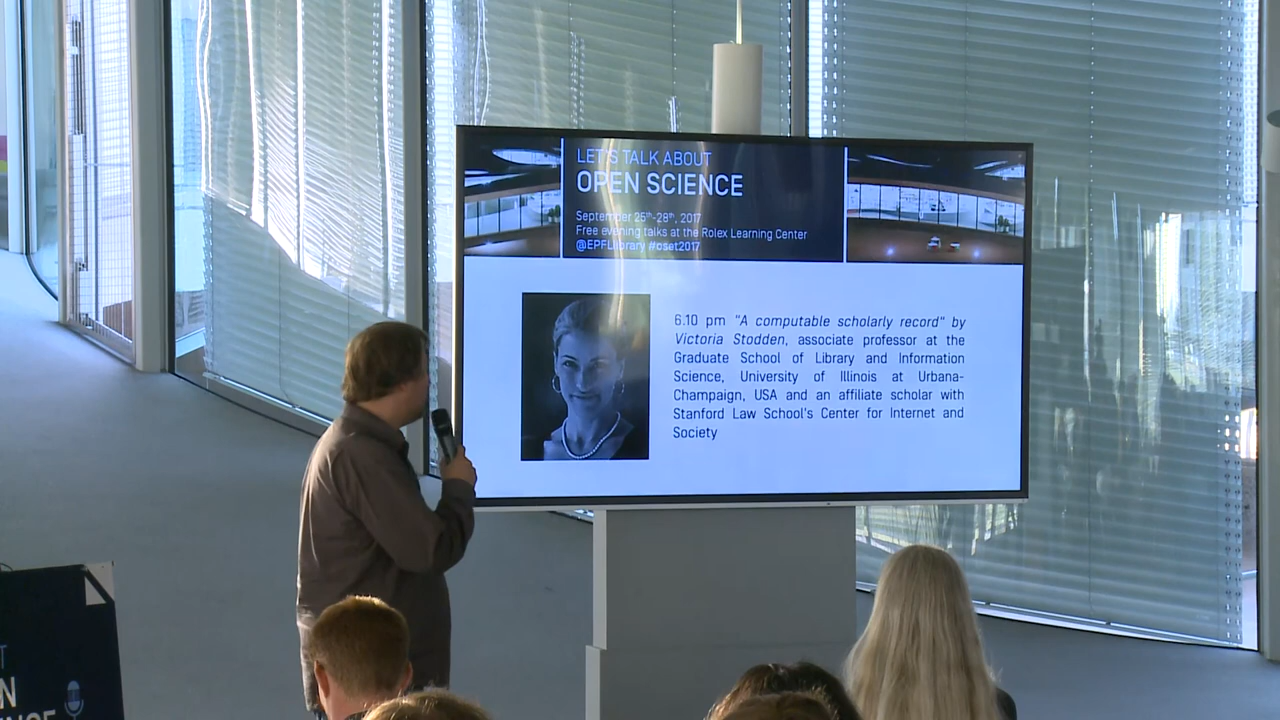 LET'S TALK ABOUT
OPEN SCIENCE
September 25th-28th, 2017
Free evening talks at the Rolex Learning Center
@EPFLlibrary #oset2017
6.10 pm "A computable scholarly record" by
Victoria Stodden, associate professor at the
Graduate School of Library and Information
Science, University of Illinois at Urbana-
Champaign, USA and an affiliate scholar with
Stanford Law School's Center for Internet and
Society